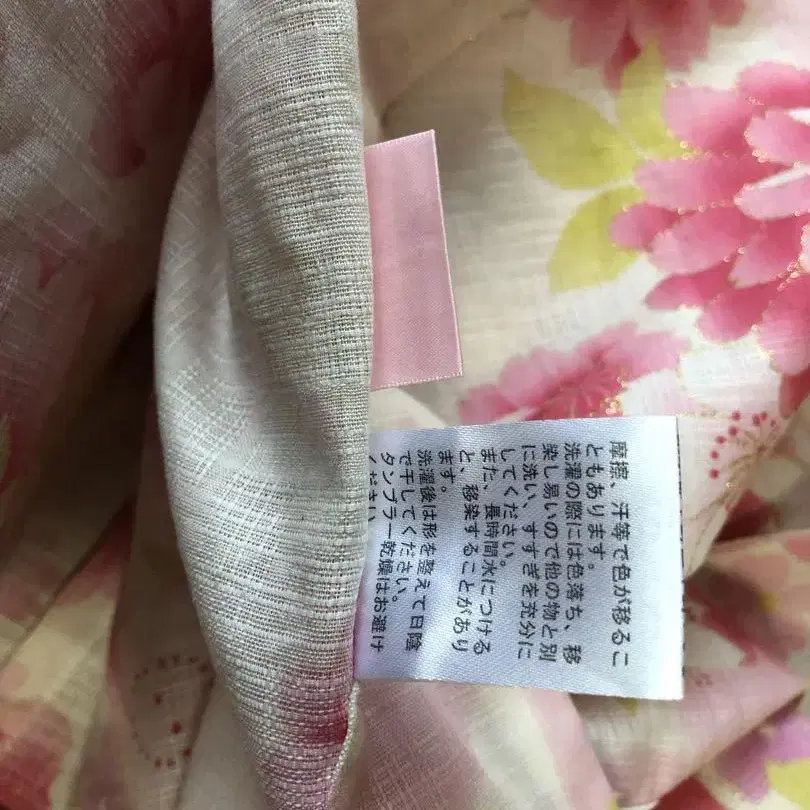 摩擦、汗等で色が移るこ
ともあります。
洗濯の際には色落ち、移
染し易いので他の物と別
に洗い、すすぎを充分に
してください。
また、長時間水につける
と、移染することがあり
ます。
洗濯後は形を整えて日陰
で干してください。
タンブラー乾燥はお避け
ください